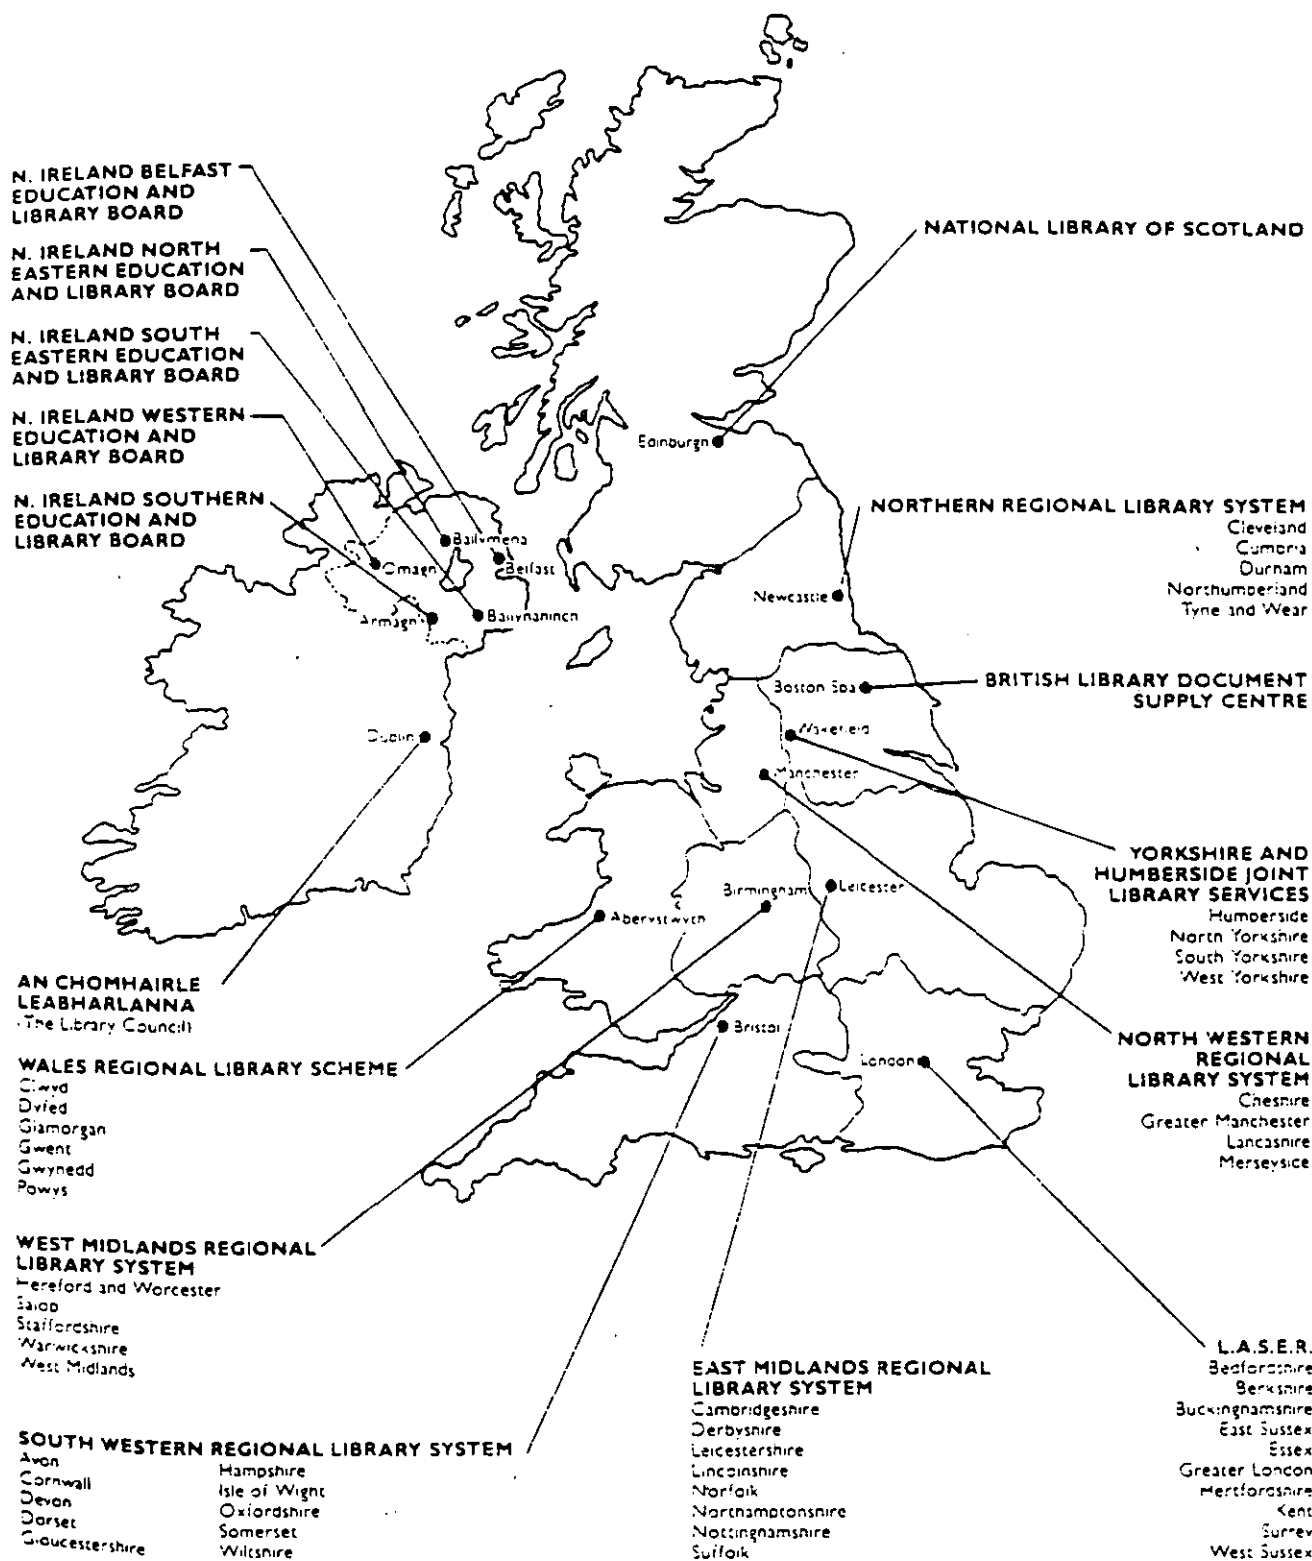 N. IRELAND BELFAST
EDUCATION AND
LIBRARY BOARD
N. IRELAND NORTH
EASTERN EDUCATION
AND LIBRARY BOARD
N. IRELAND SOUTH
EASTERN EDUCATION
AND LIBRARY BOARD
N. IRELAND WESTERN
EDUCATION AND
LIBRARY BOARD
N. IRELAND SOUTHERN
EDUCATION AND
LIBRARY BOARD
NATIONAL LIBRARY OF SCOTLAND
Edinburgh
NORTHERN REGIONAL LIBRARY SYSTEM
Cleveland
Cumbria
Durham
Northumberland
Tyne and Wear
Ballymena
Omagh
Belfast
Armagh
Ballynahinch
Newcastle
BRITISH LIBRARY DOCUMENT
SUPPLY CENTRE
Boston Spa
Wakefield
Dublin
Manchester
YORKSHIRE AND
HUMBERSIDE JOINT
LIBRARY SERVICES
Humberside
North Yorkshire
South Yorkshire
West Yorkshire
Birmingham
Leicester
Aberystwyth
AN CHOMHAIRLE
LEABHARLANNA
(The Library Council)
Bristol
London
NORTH WESTERN
REGIONAL
LIBRARY SYSTEM
Cheshire
Greater Manchester
Lancashire
Merseyside
WALES REGIONAL LIBRARY SCHEME
Clwyd
Dyfed
Glamorgan
Gwent
Gwynedd
Powys
WEST MIDLANDS REGIONAL
LIBRARY SYSTEM
Hereford and Worcester
Salop
Staffordshire
Warwickshire
West Midlands
SOUTH WESTERN REGIONAL LIBRARY SYSTEM
Avon
Cornwall
Devon
Dorset
Gloucestershire
Hampshire
Isle of Wight
Oxfordshire
Somerset
Wiltshire
EAST MIDLANDS REGIONAL
LIBRARY SYSTEM
Cambridgeshire
Derbyshire
Leicestershire
Lincolnshire
Norfolk
Northamptonshire
Nottinghamshire
Suffolk
L.A.S.E.R.
Bedfordshire
Berkshire
Buckinghamshire
East Sussex
Essex
Greater London
Hertfordshire
Kent
Surrey
West Sussex